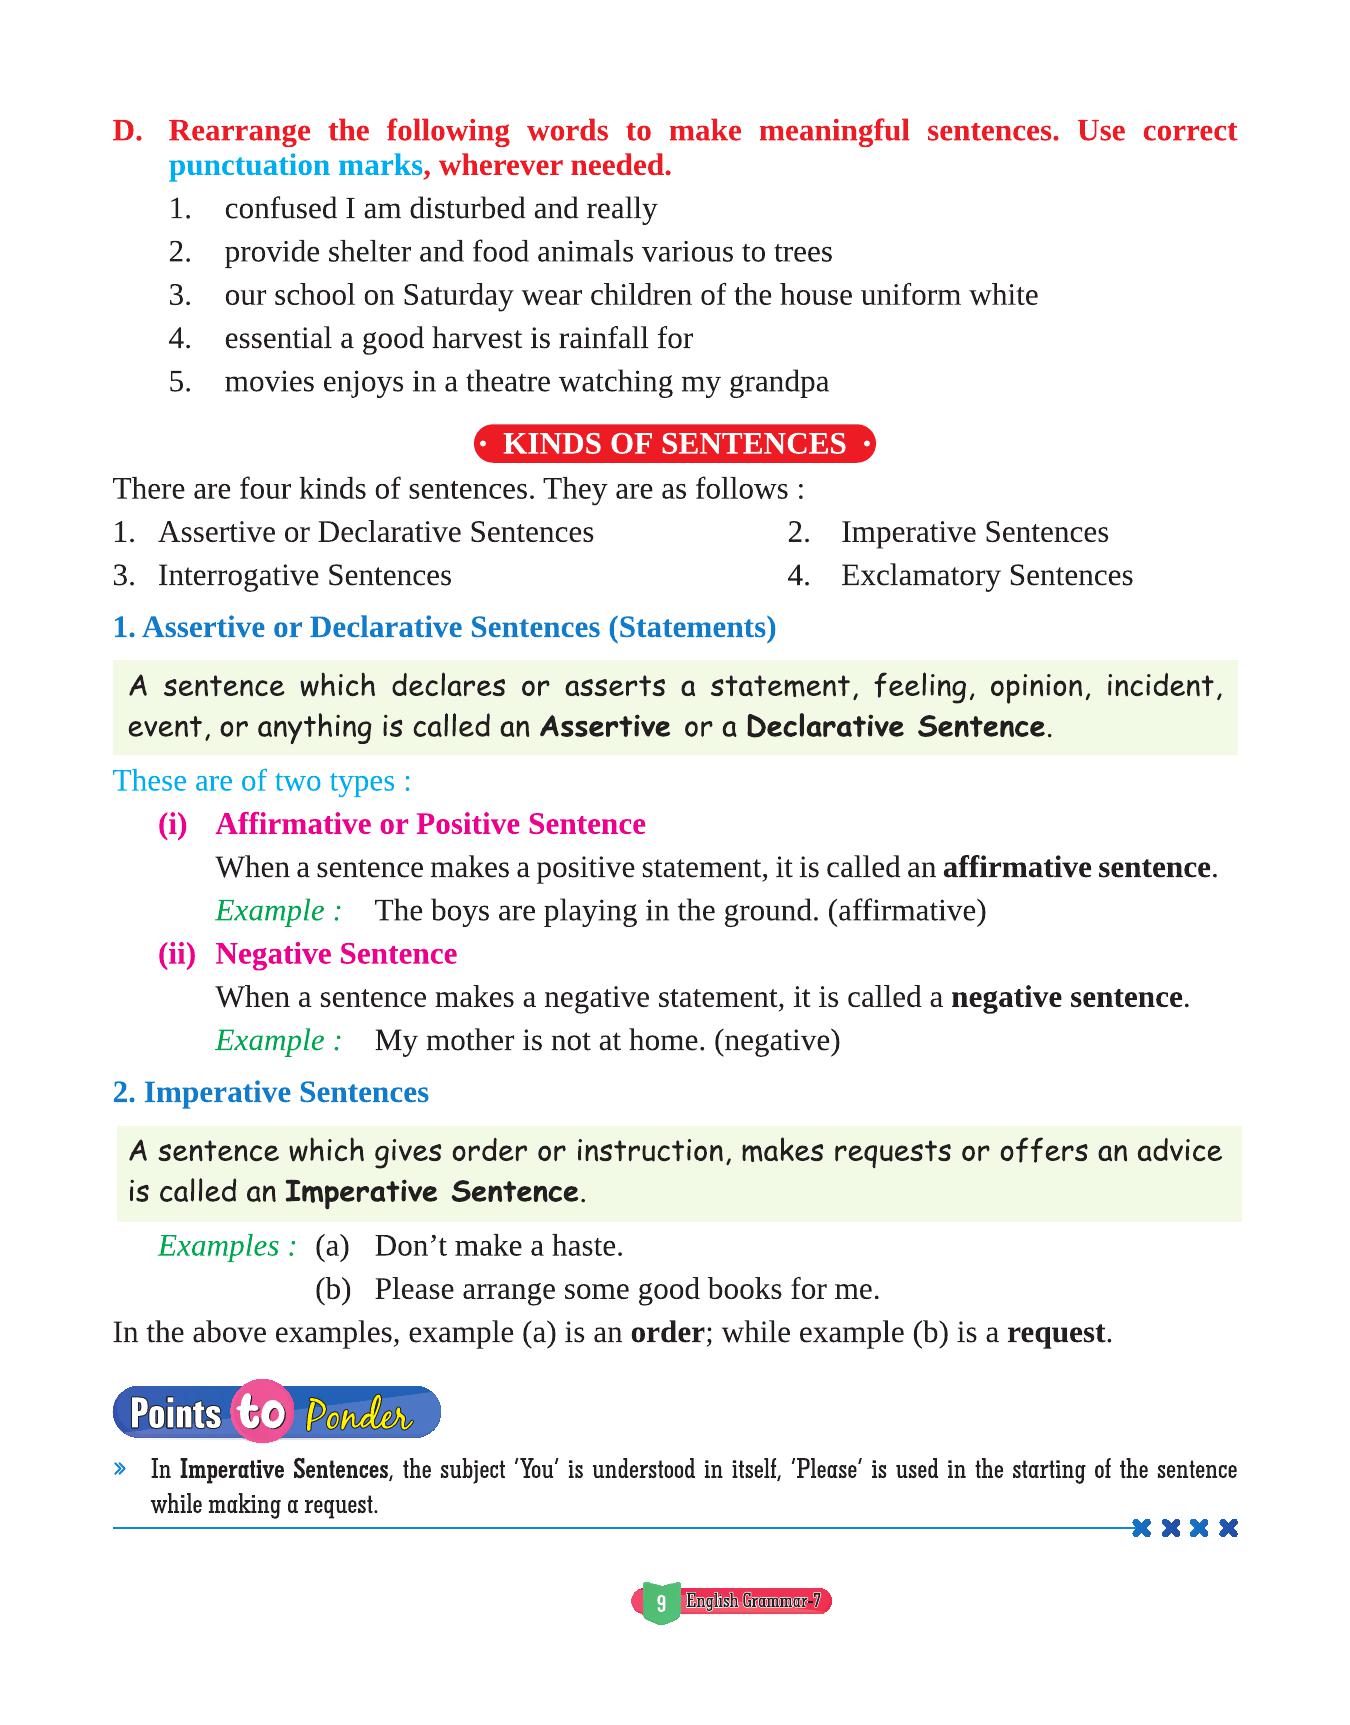 D. Rearrange the following words to make meaningful sentences. Use correct
punctuation marks, wherever needed.
1. confused I am disturbed and really
2. provide shelter and food animals various to trees
3. our school on Saturday wear children of the house uniform white
4. essential a good harvest is rainfall for
5. movies enjoys in a theatre watching my grandpa
• KINDS OF SENTENCES •
There are four kinds of sentences. They are as follows :
1. Assertive or Declarative Sentences 2. Imperative Sentences
3. Interrogative Sentences 4. Exclamatory Sentences
1. Assertive or Declarative Sentences (Statements)
A sentence which declares or asserts a statement, feeling, opinion, incident,
event, or anything is called an Assertive or a Declarative Sentence.
These are of two types :
(i) Affirmative or Positive Sentence
When a sentence makes a positive statement, it is called an affirmative sentence.
Example : The boys are playing in the ground. (affirmative)
(ii) Negative Sentence
When a sentence makes a negative statement, it is called a negative sentence.
Example : My mother is not at home. (negative)
2. Imperative Sentences
A sentence which gives order or instruction, makes requests or offers an advice
is called an Imperative Sentence.
Examples : (a) Don’t make a haste.
(b) Please arrange some good books for me.
In the above examples, example (a) is an order; while example (b) is a request.
Points to Ponder
» In Imperative Sentences, the subject ‘You’ is understood in itself, ‘Please’ is used in the starting of the sentence
while making a request.
9 English Grammar-7